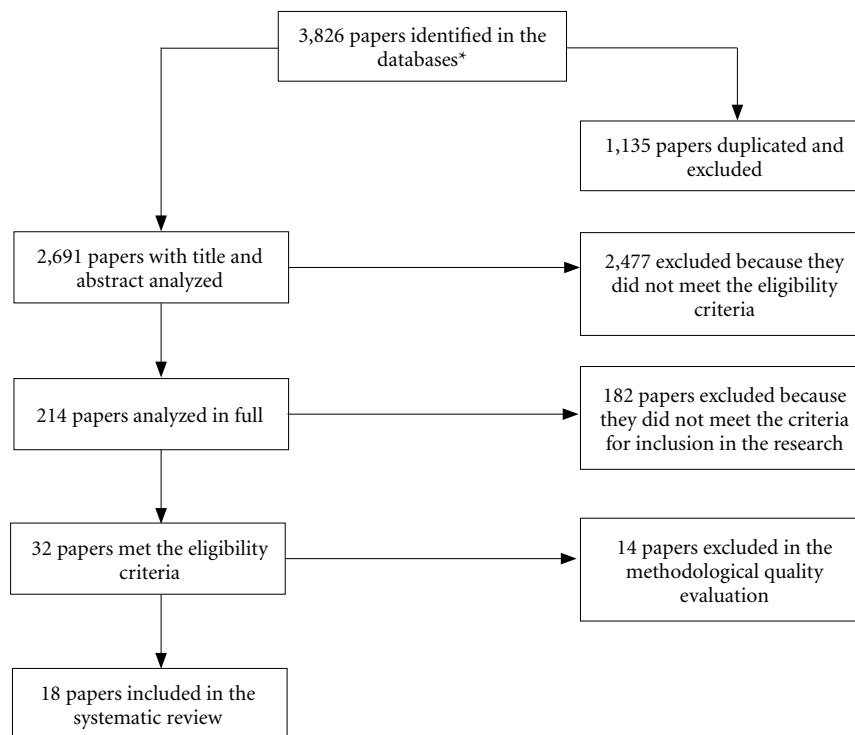 3,826 papers identified in the
databases*
1,135 papers duplicated and
excluded
2,691 papers with title and
abstract analyzed
2,477 excluded because they
did not meet the eligibility
criteria
214 papers analyzed in full
182 papers excluded because
they did not meet the criteria
for inclusion in the research
32 papers met the eligibility
criteria
14 papers excluded in the
methodological quality
evaluation
18 papers included in the
systematic review